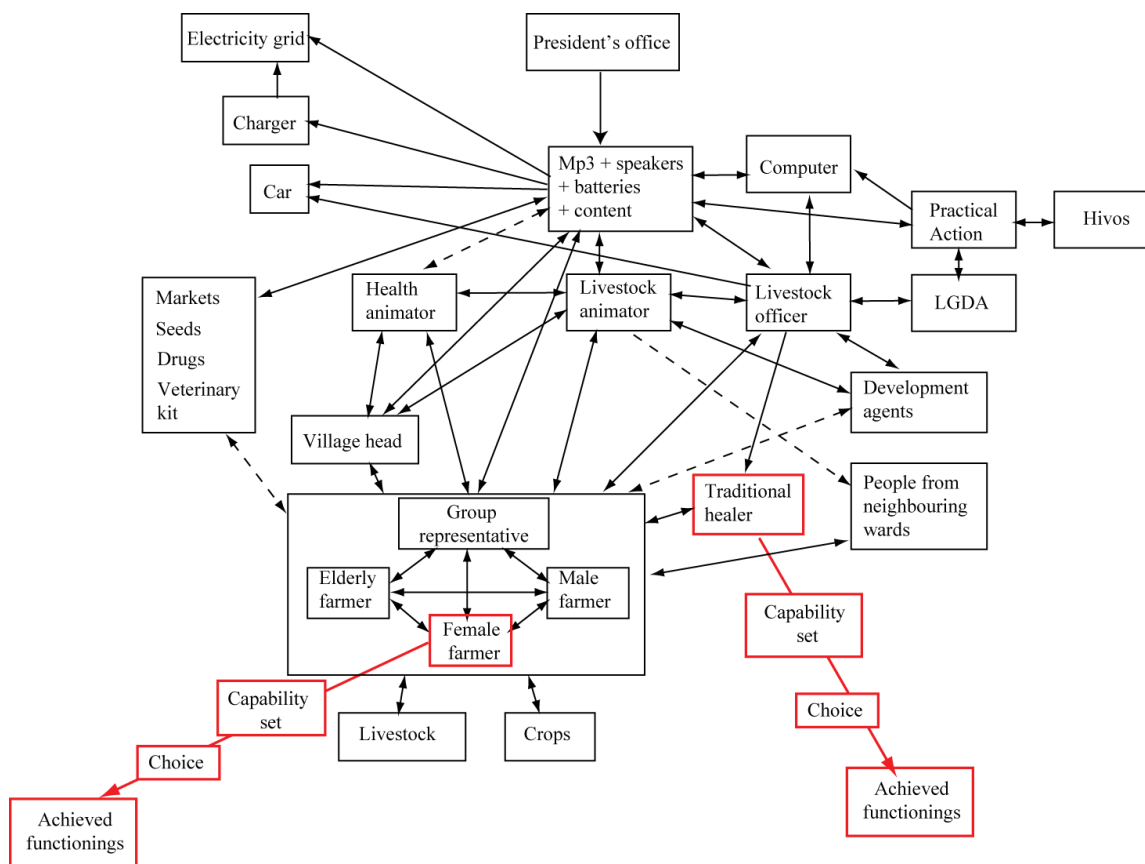 Electricity grid
President's office
Charger
Mp3 + speakers
+ batteries
+ content
Computer
Car
Practical
Action
Hivos
Markets
Seeds
Drugs
Veterinary
kit
Health
animator
Livestock
animator
Livestock
officer
LGDA
Development
agents
Village head
Traditional
healer
People from
neighbouring
wards
Group
representative
Elderly
farmer
Male
farmer
Female
farmer
Capability
set
Capability
set
Livestock
Crops
Choice
Choice
Achieved
functionings
Achieved
functionings